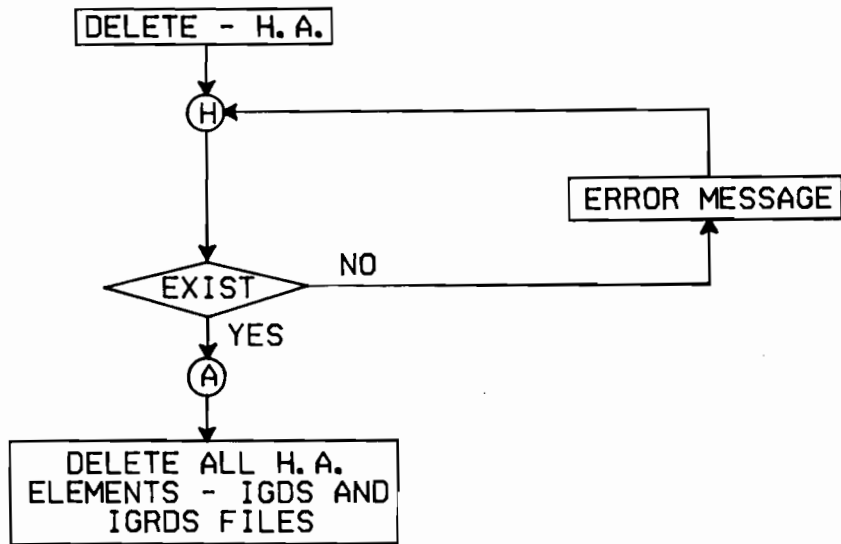 DELETE - H.A.
H
ERROR MESSAGE
EXIST
NO
YES
A
DELETE ALL H.A.
ELEMENTS - IGDS AND
IGRDS FILES